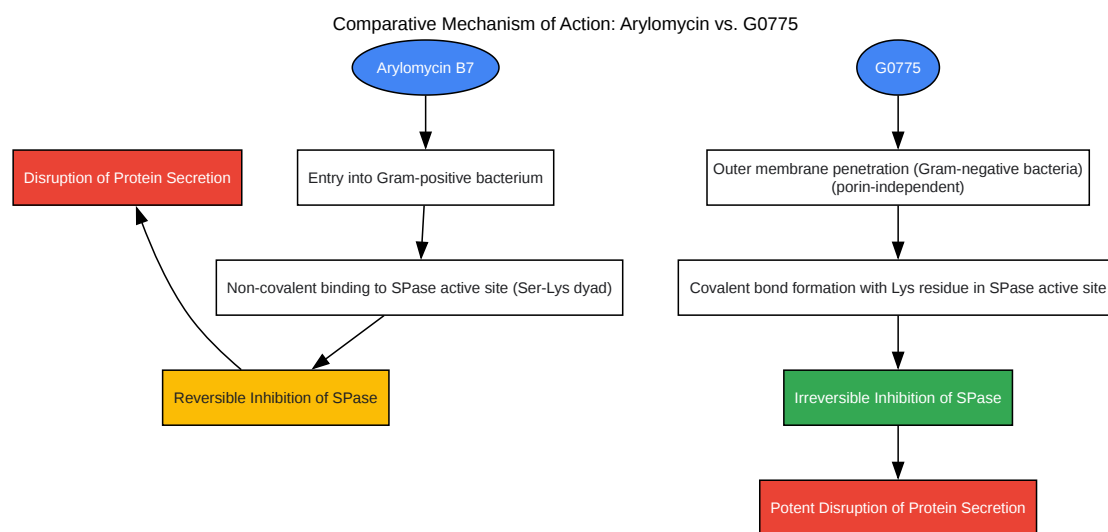 Comparative Mechanism of Action: Arylomycin vs. G0775
Arylomycin B7
G0775
Disruption of Protein Secretion
Entry into Gram-positive bacterium
Outer membrane penetration (Gram-negative bacteria)
(porin-independent)
Non-covalent binding to SPase active site (Ser-Lys dyad)
Covalent bond formation with Lys residue in SPase active site
Reversible Inhibition of SPase
Irreversible Inhibition of SPase
Potent Disruption of Protein Secretion